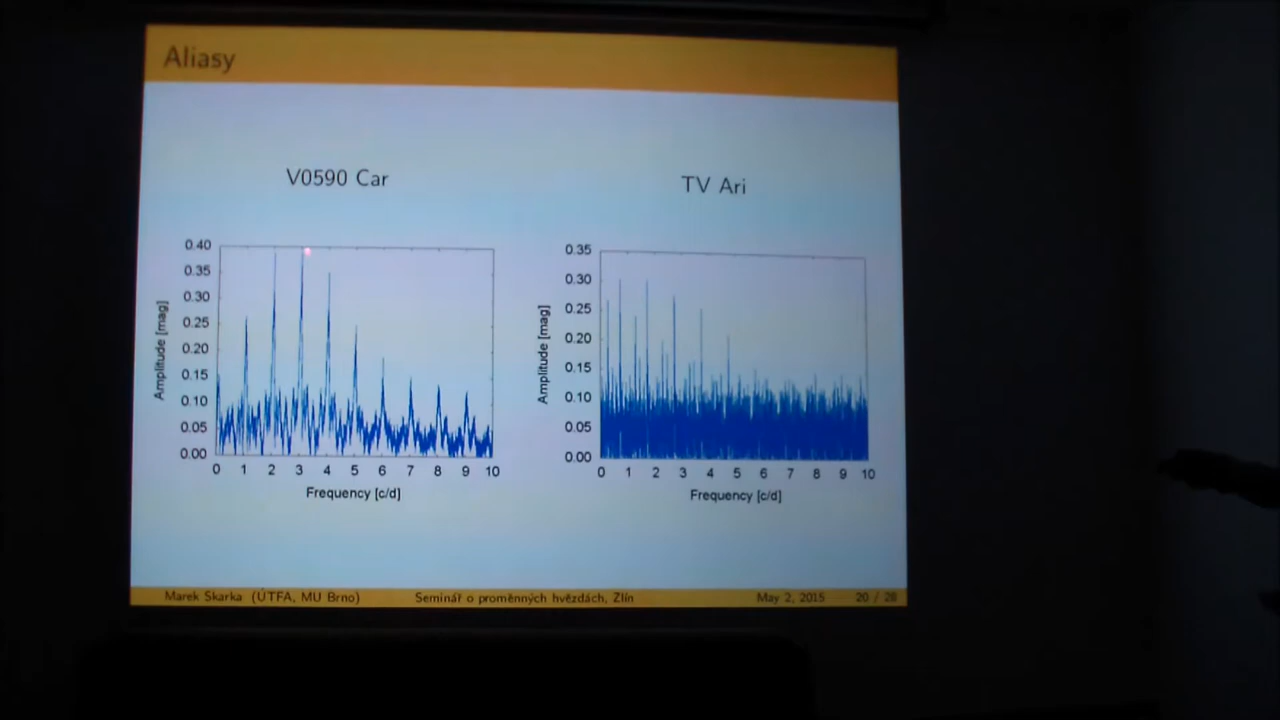 Aliasy
V0590 Car
TV Ari
0.40
0.35
0.30
0.25
0.20
0.15
0.10
0.05
0.00
Amplitude [mag]
0 1 2 3 4 5 6 7 8 9 10
Frequency [c/d]
0.35
0.30
0.25
0.20
0.15
0.10
0.05
0.00
Amplitude [mag]
0 1 2 3 4 5 6 7 8 9 10
Frequency [c/d]
Marek Skarka (ÚTFA, MU Brno) Seminář o proměnných hvězdách, Zlín May 2, 2015 20 / 28